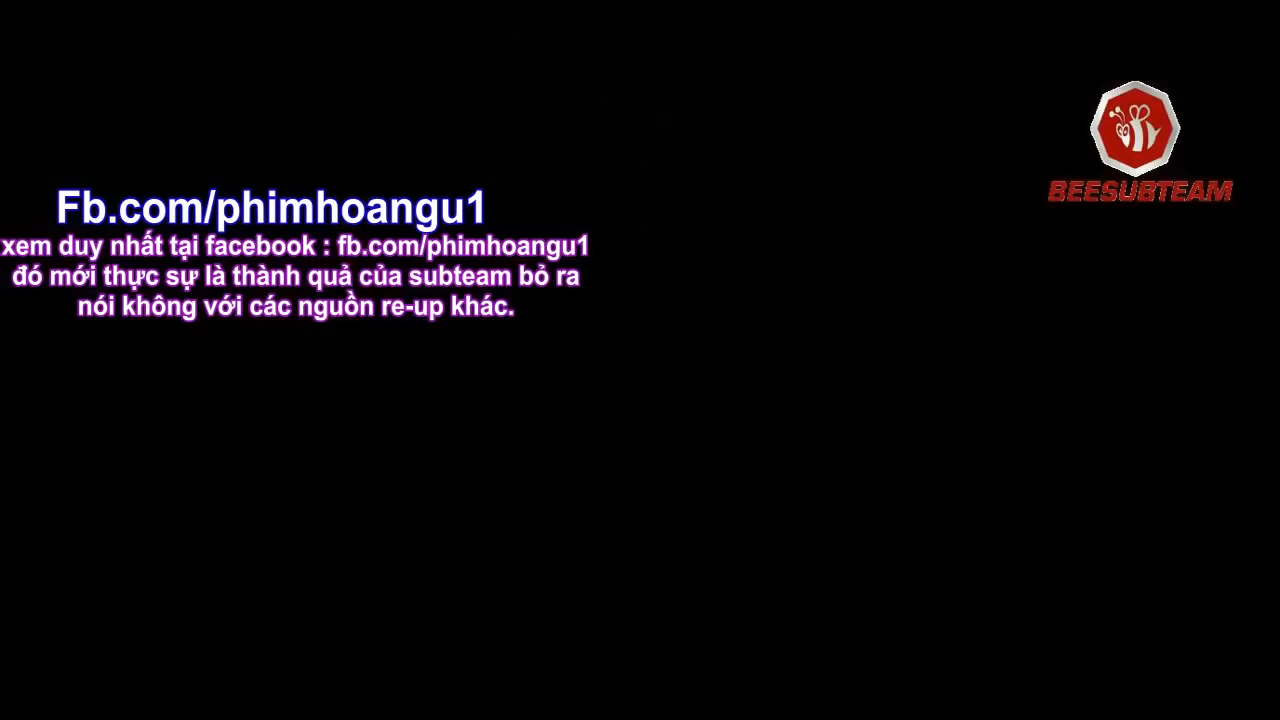 Fb.com/phimhoangu1
xem duy nhất tại facebook : fb.com/phimhoangu1
đó mới thực sự là thành quả của subteam bỏ ra
nói không với các nguồn re-up khác.
BEESUBTEAM